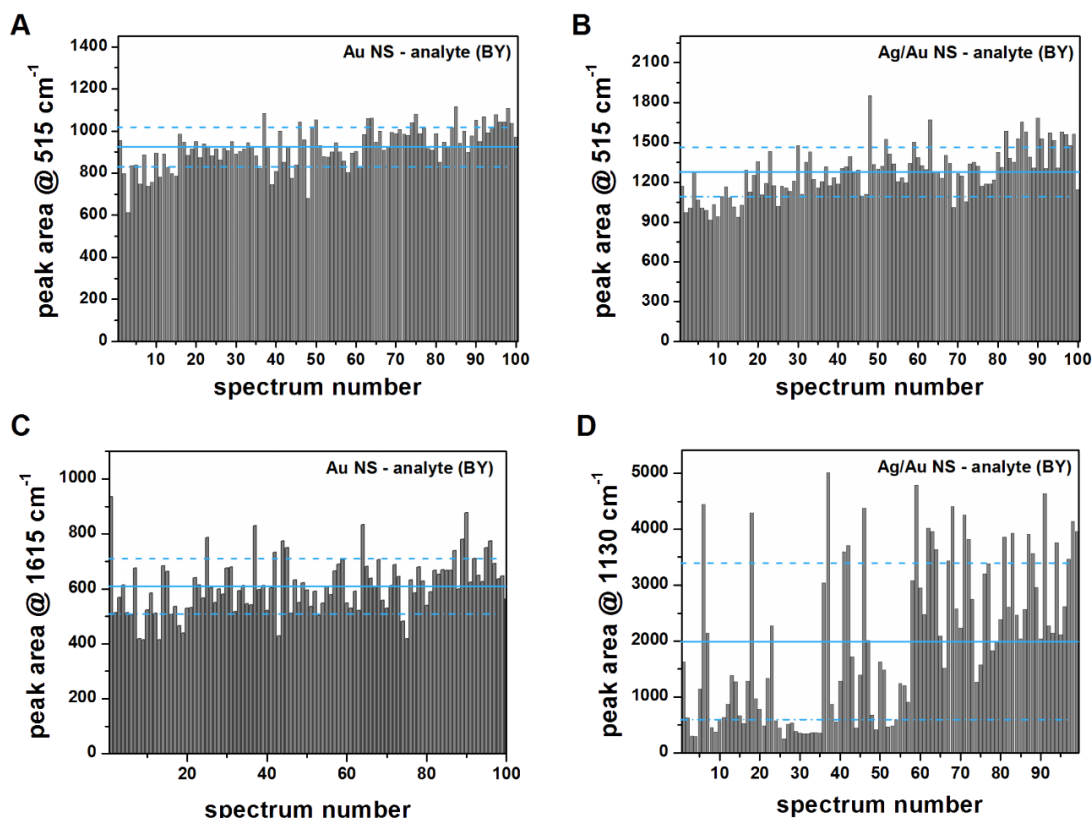 A
Au NS - analyte (BY)
peak area @ 515 cm⁻¹
1400
1200
1000
800
600
400
200
0
10 20 30 40 50 60 70 80 90 100
spectrum number
B
Ag/Au NS - analyte (BY)
peak area @ 515 cm⁻¹
2100
1800
1500
1200
900
600
300
0
10 20 30 40 50 60 70 80 90 100
spectrum number
C
Au NS - analyte (BY)
peak area @ 1615 cm⁻¹
1000
800
600
400
200
0
20 40 60 80 100
spectrum number
D
Ag/Au NS - analyte (BY)
peak area @ 1130 cm⁻¹
5000
4000
3000
2000
1000
0
10 20 30 40 50 60 70 80 90
spectrum number